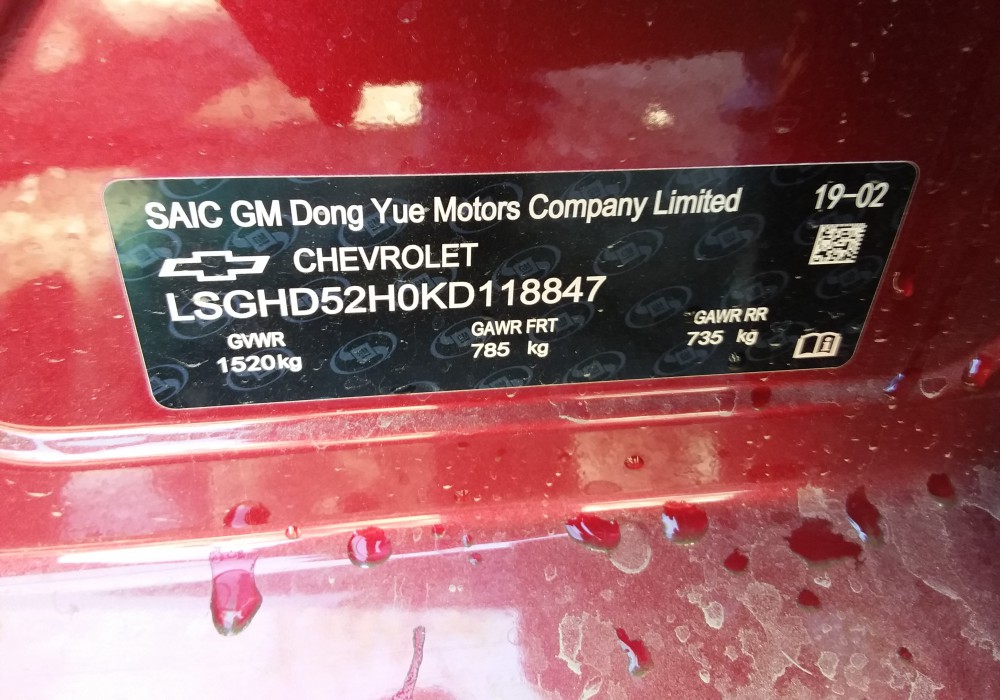 SAIC GM Dong Yue Motors Company Limited 19-02
CHEVROLET
LSGHD52H0KD118847
GVWR GAWR FRT GAWR RR
1520kg 785 kg 735 kg